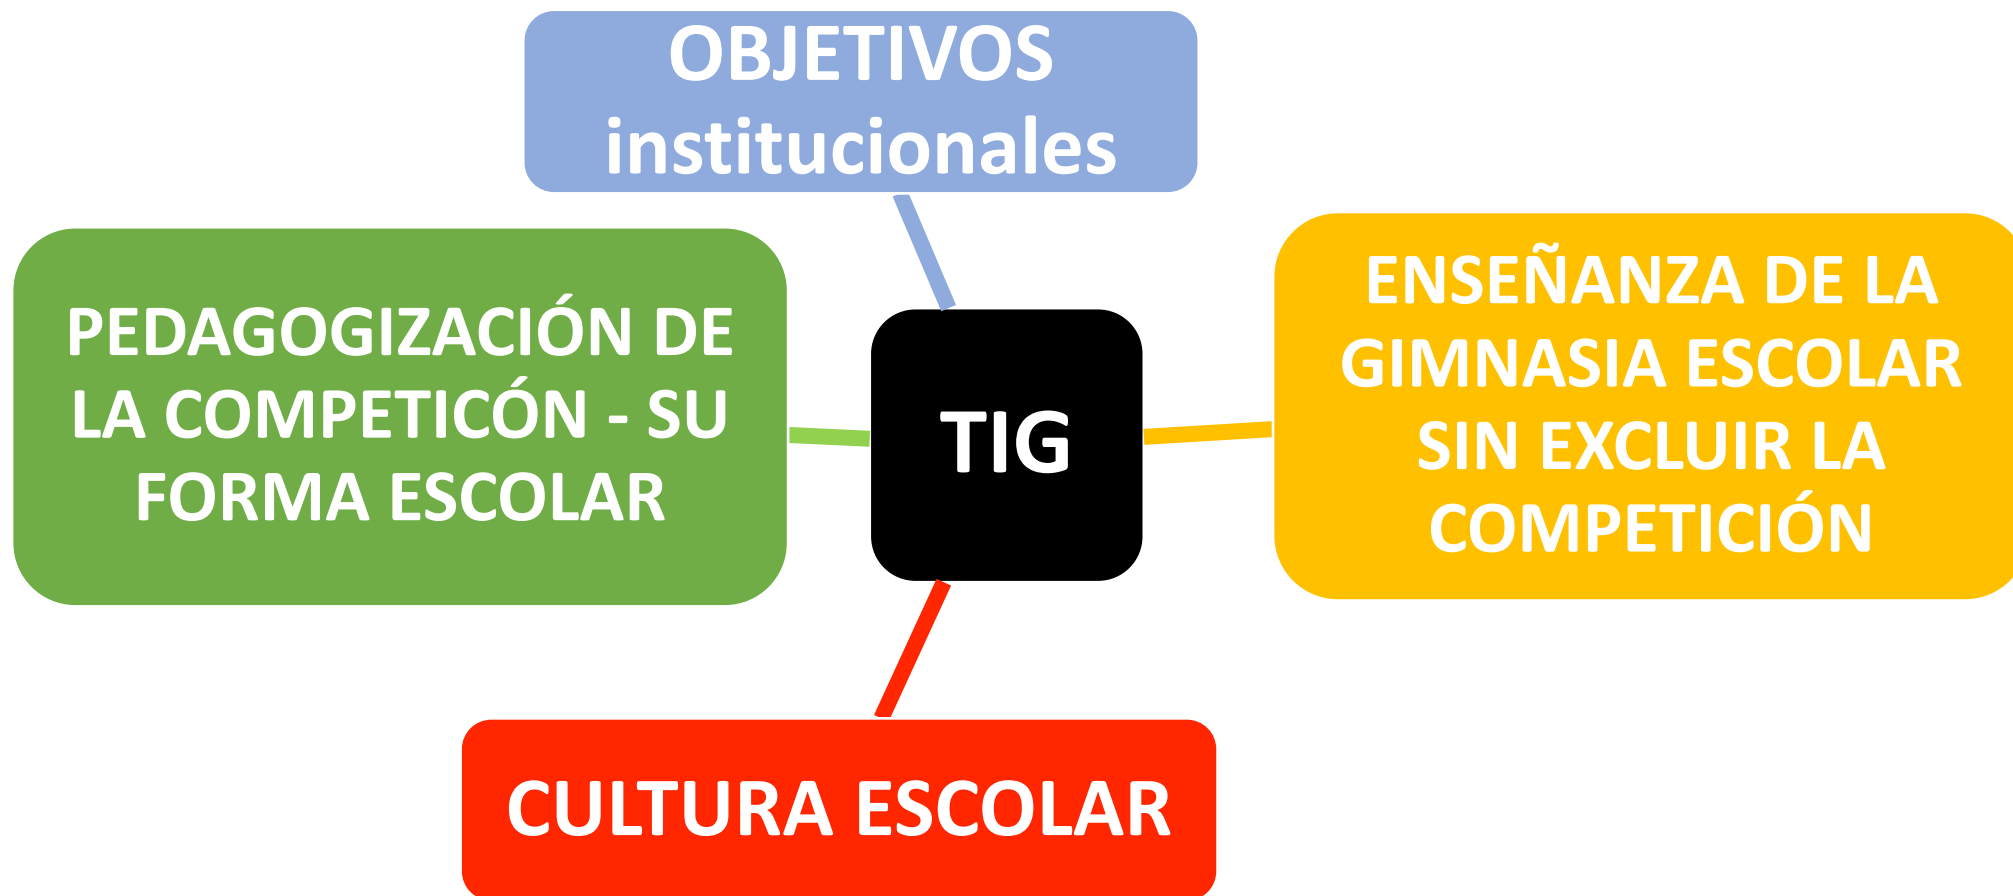 OBJETIVOS
institucionales
PEDAGOGIZACIÓN DE
LA COMPETICÓN - SU
FORMA ESCOLAR
TIG
ENSEÑANZA DE LA
GIMNASIA ESCOLAR
SIN EXCLUIR LA
COMPETICIÓN
CULTURA ESCOLAR